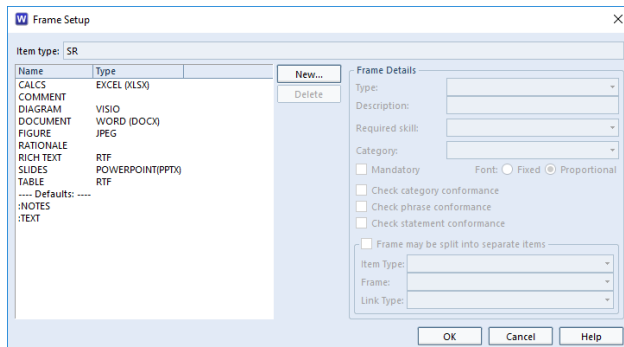 W Frame Setup
Item type: SR
Name Type
CALCS EXCEL (XLSX)
COMMENT
DIAGRAM VISIO
DOCUMENT WORD (DOCX)
FIGURE JPEG
RATIONALE
RICH TEXT RTF
SLIDES POWERPOINT(PPTX)
TABLE RTF
---- Defaults: ----
:NOTES
:TEXT
New...
Delete
Frame Details
Type:
Description:
Required skill:
Category:
Mandatory Font: Fixed Proportional
Check category conformance
Check phrase conformance
Check statement conformance
Frame may be split into separate items
Item Type:
Frame:
Link Type:
OK Cancel Help